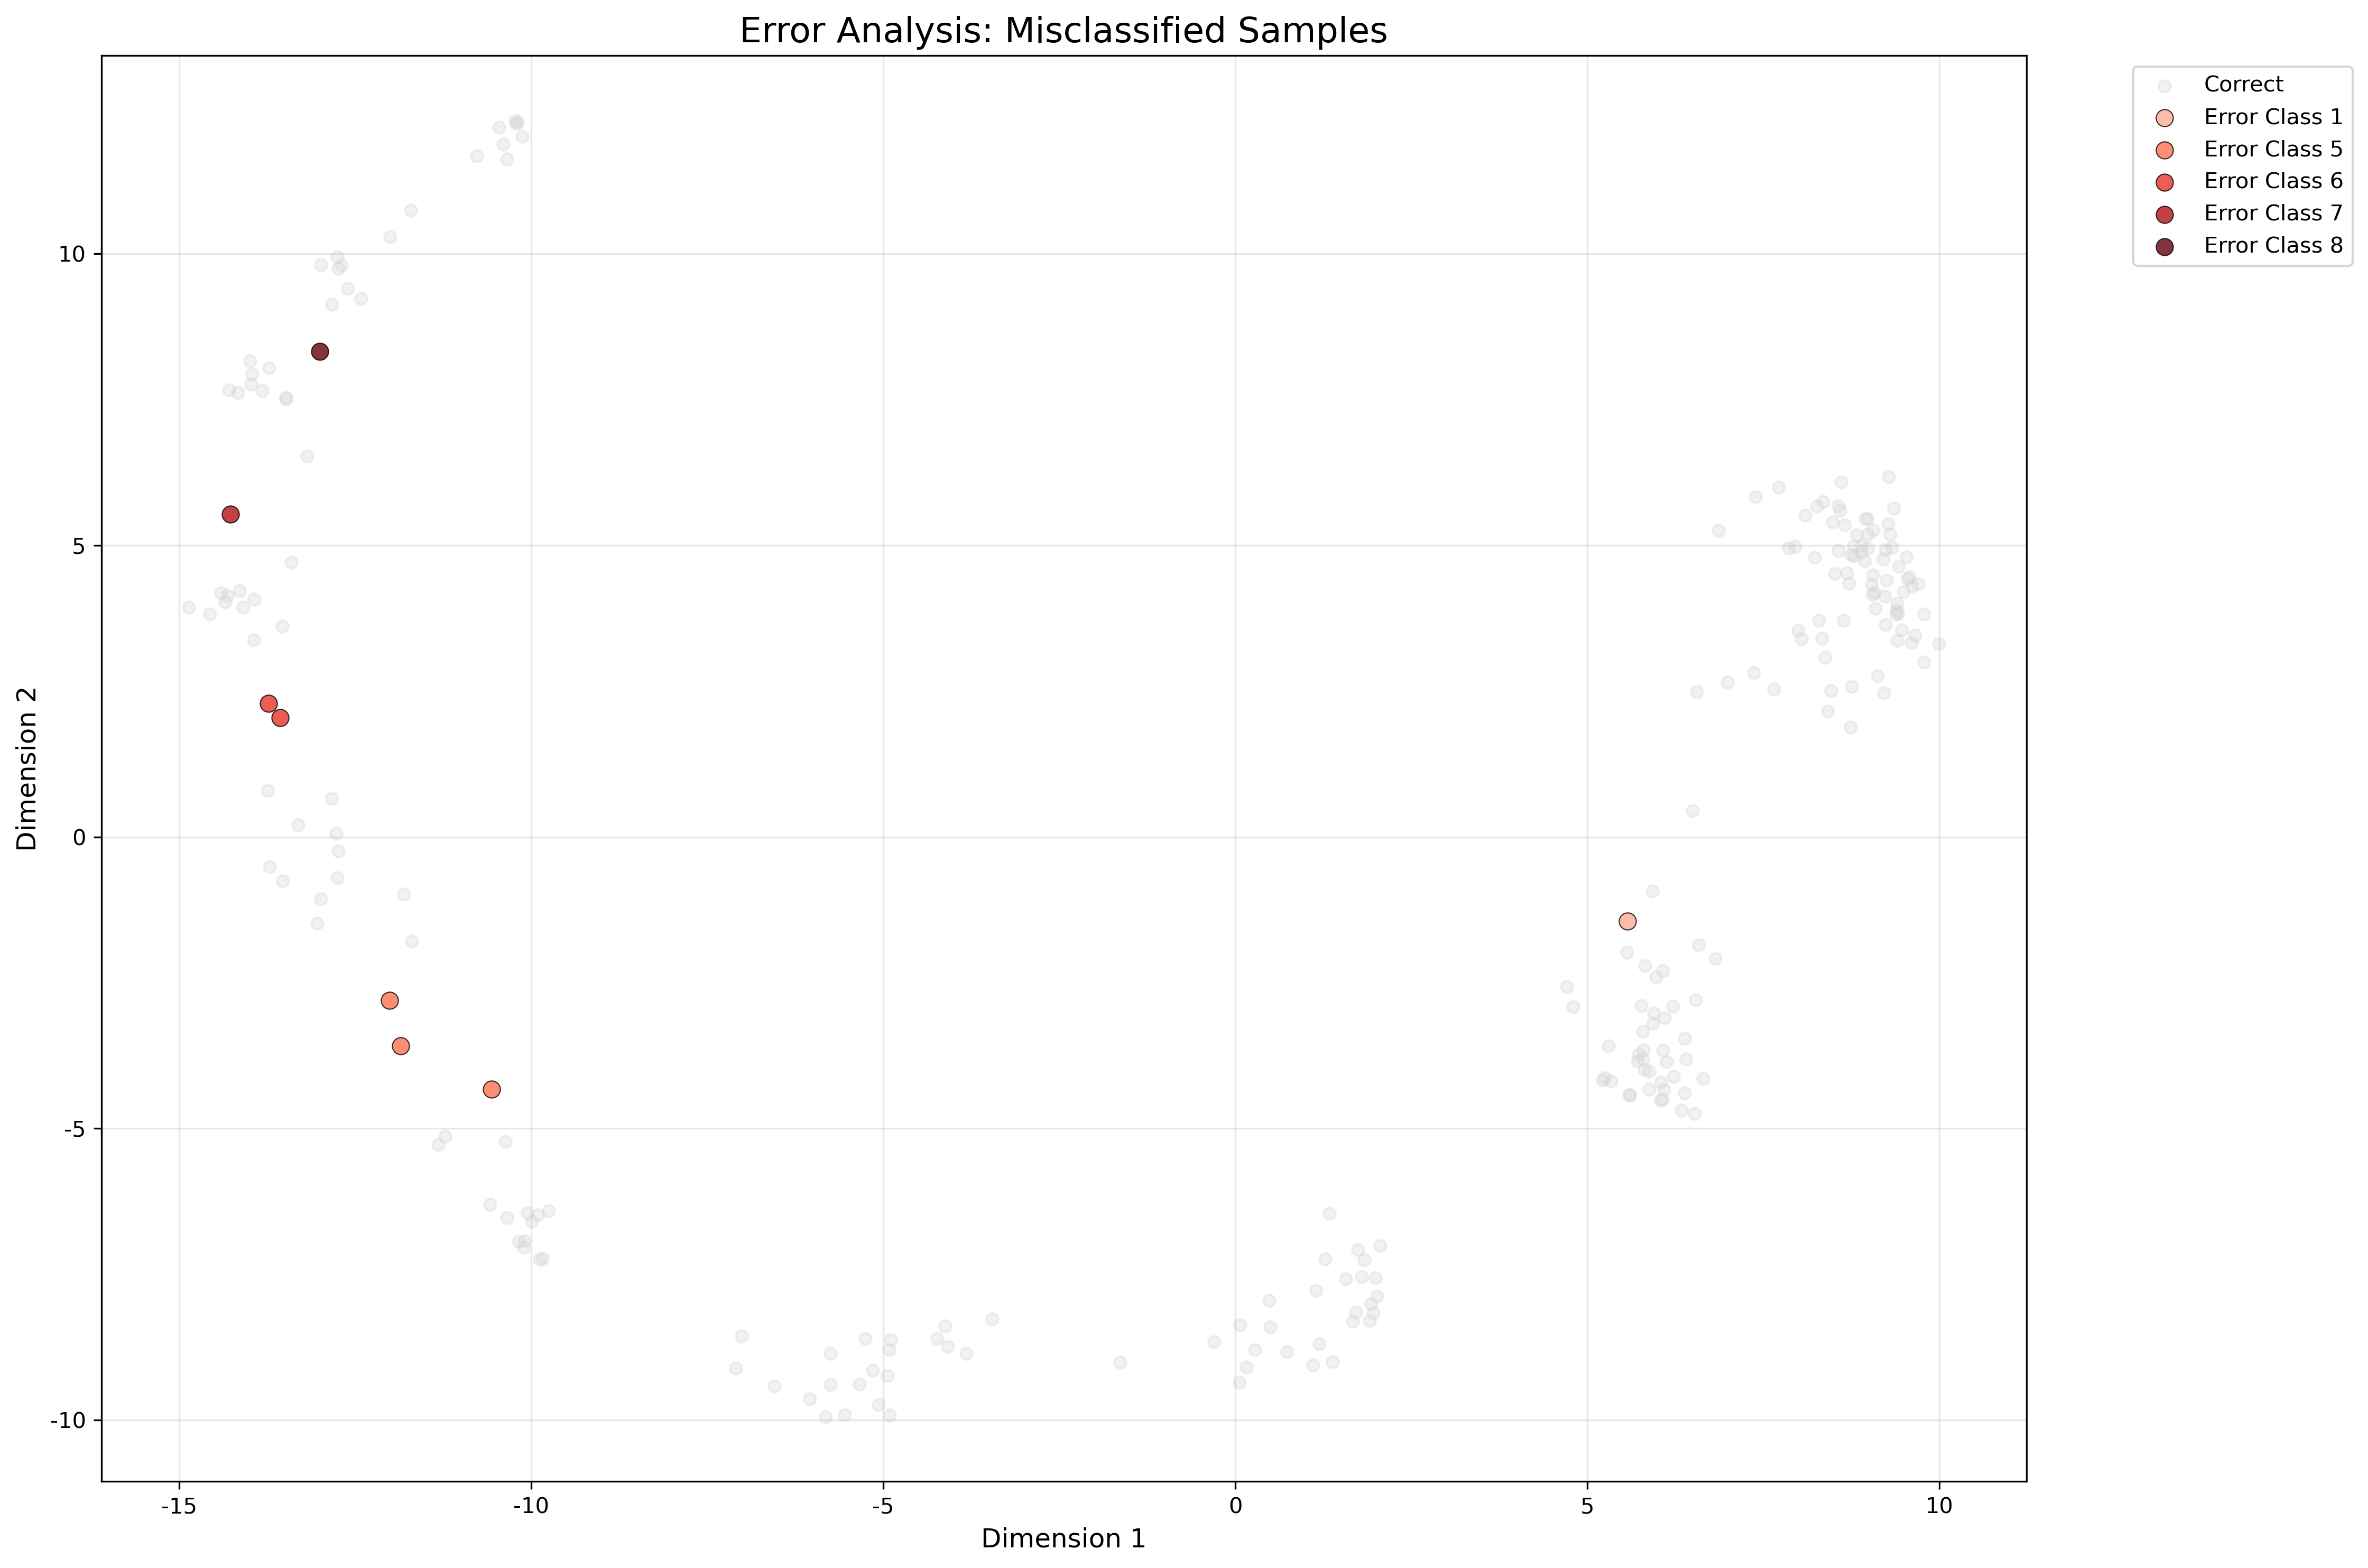 Error Analysis: Misclassified Samples
Correct
Error Class 1
Error Class 5
Error Class 6
Error Class 7
Error Class 8
10
5
0
-5
-10
Dimension 2
-15
-10
-5
0
5
10
Dimension 1